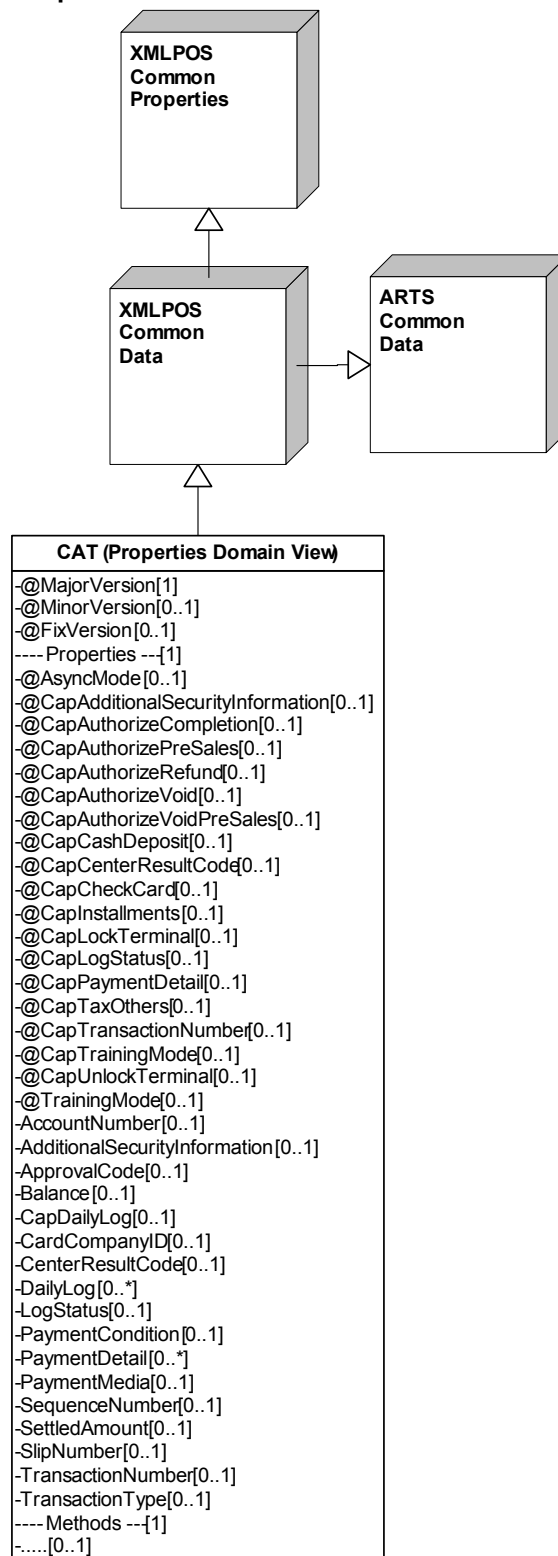 XMLPOS
Common
Properties
XMLPOS
Common
Data
ARTS
Common
Data
CAT (Properties Domain View)
-@MajorVersion[1]
-@MinorVersion[0..1]
-@FixVersion[0..1]
---- Properties ---[1]
-@AsyncMode[0..1]
-@CapAdditionalSecurityInformation[0..1]
-@CapAuthorizeCompletion[0..1]
-@CapAuthorizePreSales[0..1]
-@CapAuthorizeRefund[0..1]
-@CapAuthorizeVoid[0..1]
-@CapAuthorizeVoidPreSales[0..1]
-@CapCashDeposit[0..1]
-@CapCenterResultCode[0..1]
-@CapCheckCard[0..1]
-@CapInstallments[0..1]
-@CapLockTerminal[0..1]
-@CapLogStatus[0..1]
-@CapPaymentDetail[0..1]
-@CapTaxOthers[0..1]
-@CapTransactionNumber[0..1]
-@CapTrainingMode[0..1]
-@CapUnlockTerminal[0..1]
-@TrainingMode[0..1]
-AccountNumber[0..1]
-AdditionalSecurityInformation[0..1]
-ApprovalCode[0..1]
-Balance[0..1]
-CapDailyLog[0..1]
-CardCompanyID[0..1]
-CenterResultCode[0..1]
-DailyLog[0..*]
-LogStatus[0..1]
-PaymentCondition[0..1]
-PaymentDetail[0..*]
-PaymentMedia[0..1]
-SequenceNumber[0..1]
-SettledAmount[0..1]
-SlipNumber[0..1]
-TransactionNumber[0..1]
-TransactionType[0..1]
---- Methods ---[1]
-.....[0..1]